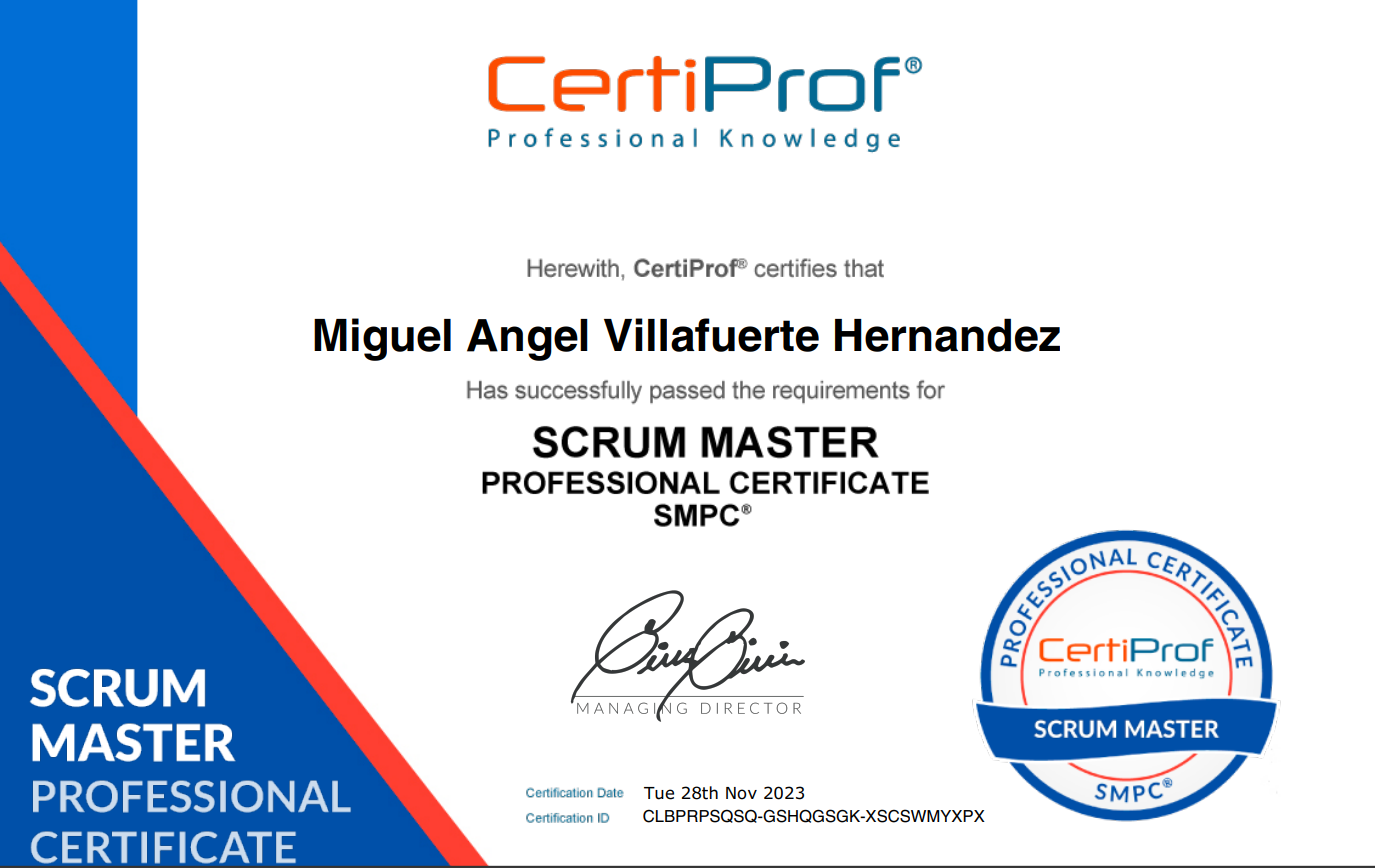 CertiProf®
Professional Knowledge
Herewith, CertiProf® certifies that
Miguel Angel Villafuerte Hernandez
Has successfully passed the requirements for
SCRUM MASTER
PROFESSIONAL CERTIFICATE
SMPC®
MANAGING DIRECTOR
Certification Date Tue 28th Nov 2023
Certification ID CLBPRPSQSQ-GSHQGSGK-XSCSWMYXPX
SCRUM
MASTER
PROFESSIONAL
CERTIFICATE
PROFESSIONAL CERTIFICATE
CertiProf
Professional Knowledge
SCRUM MASTER
SMPC®